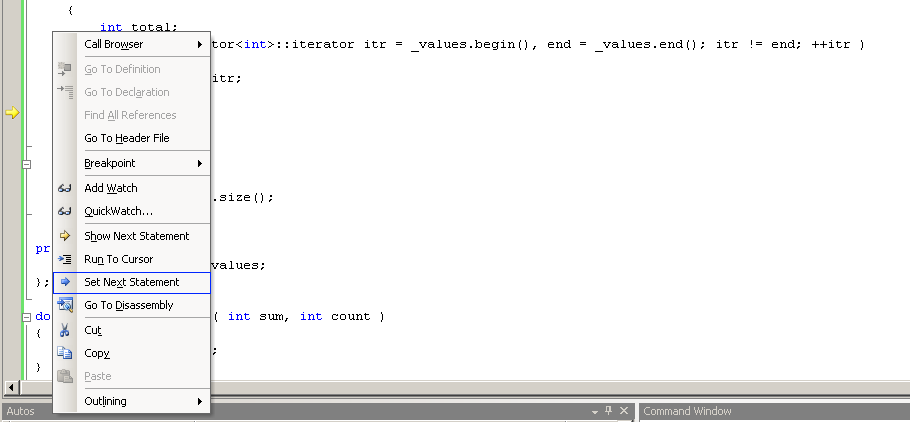 {
int total;
tor<int>::iterator itr = _values.begin(), end = _values.end(); itr != end; ++itr )
itr;
.size();
pr
values;
};
do
( int sum, int count )
{
;
}
Call Browser
Go To Definition
Go To Declaration
Find All References
Go To Header File
Breakpoint
Add Watch
QuickWatch...
Show Next Statement
Run To Cursor
Set Next Statement
Go To Disassembly
Cut
Copy
Paste
Outlining
Autos
Command Window